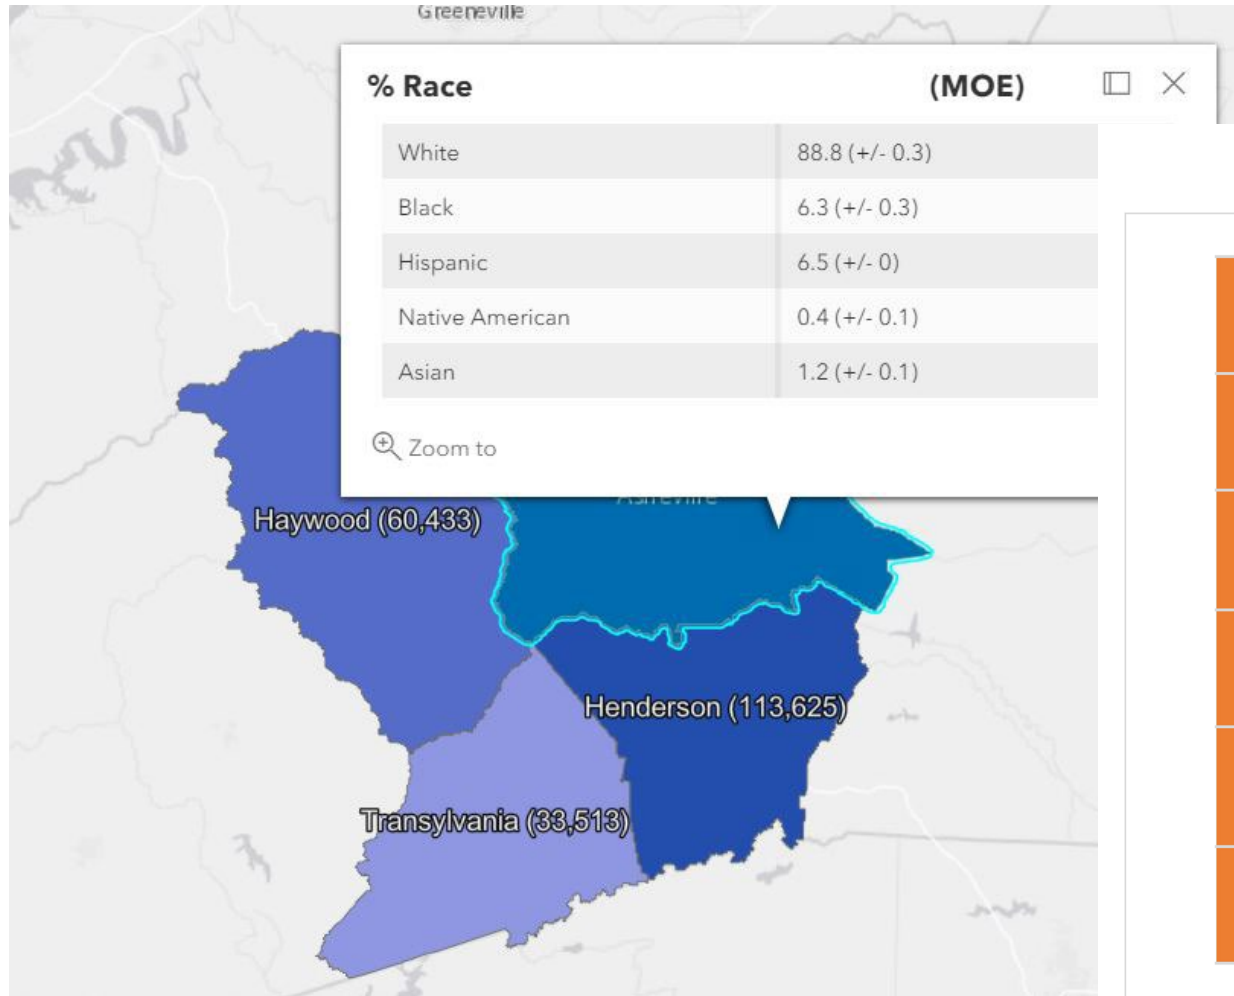 Greeneville
% Race (MOE)
White 88.8 (+/- 0.3)
Black 6.3 (+/- 0.3)
Hispanic 6.5 (+/- 0)
Native American 0.4 (+/- 0.1)
Asian 1.2 (+/- 0.1)
Zoom to
Asheville
Haywood (60,433)
Henderson (113,625)
Transylvania (33,513)